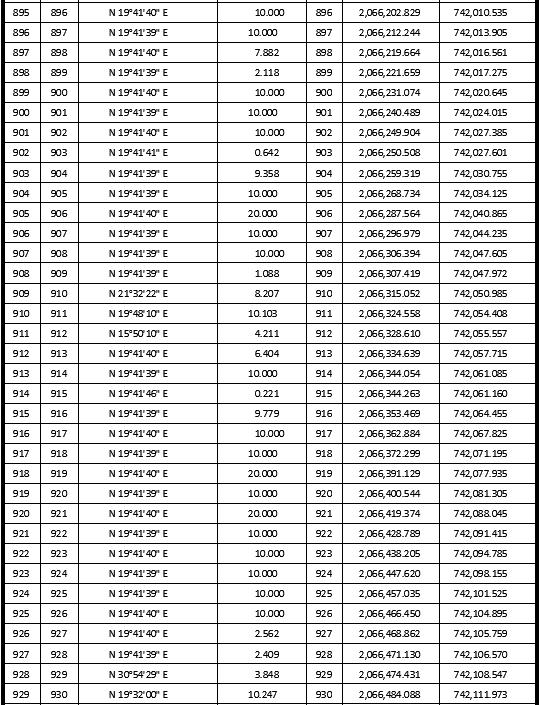 895 896 N 19°41'40" E 10.000 896 2,066,202.829 742,010.535
896 897 N 19°41'39" E 10.000 897 2,066,212.244 742,013.905
897 898 N 19°41'40" E 7.882 898 2,066,219.664 742,016.561
898 899 N 19°41'39" E 2.118 899 2,066,221.659 742,017.275
899 900 N 19°41'40" E 10.000 900 2,066,231.074 742,020.645
900 901 N 19°41'39" E 10.000 901 2,066,240.489 742,024.015
901 902 N 19°41'40" E 10.000 902 2,066,249.904 742,027.385
902 903 N 19°41'41" E 0.642 903 2,066,250.508 742,027.601
903 904 N 19°41'39" E 9.358 904 2,066,259.319 742,030.755
904 905 N 19°41'39" E 10.000 905 2,066,268.734 742,034.125
905 906 N 19°41'40" E 20.000 906 2,066,287.564 742,040.865
906 907 N 19°41'39" E 10.000 907 2,066,296.979 742,044.235
907 908 N 19°41'39" E 10.000 908 2,066,306.394 742,047.605
908 909 N 19°41'39" E 1.088 909 2,066,307.419 742,047.972
909 910 N 21°32'22" E 8.207 910 2,066,315.052 742,050.985
910 911 N 19°48'10" E 10.103 911 2,066,324.558 742,054.408
911 912 N 15°50'10" E 4.211 912 2,066,328.610 742,055.557
912 913 N 19°41'40" E 6.404 913 2,066,334.639 742,057.715
913 914 N 19°41'39" E 10.000 914 2,066,344.054 742,061.085
914 915 N 19°41'46" E 0.221 915 2,066,344.263 742,061.160
915 916 N 19°41'39" E 9.779 916 2,066,353.469 742,064.455
916 917 N 19°41'40" E 10.000 917 2,066,362.884 742,067.825
917 918 N 19°41'39" E 10.000 918 2,066,372.299 742,071.195
918 919 N 19°41'40" E 20.000 919 2,066,391.129 742,077.935
919 920 N 19°41'39" E 10.000 920 2,066,400.544 742,081.305
920 921 N 19°41'40" E 20.000 921 2,066,419.374 742,088.045
921 922 N 19°41'39" E 10.000 922 2,066,428.789 742,091.415
922 923 N 19°41'40" E 10.000 923 2,066,438.205 742,094.785
923 924 N 19°41'39" E 10.000 924 2,066,447.620 742,098.155
924 925 N 19°41'39" E 10.000 925 2,066,457.035 742,101.525
925 926 N 19°41'40" E 10.000 926 2,066,466.450 742,104.895
926 927 N 19°41'40" E 2.562 927 2,066,468.862 742,105.759
927 928 N 19°41'39" E 2.409 928 2,066,471.130 742,106.570
928 929 N 30°54'29" E 3.848 929 2,066,474.431 742,108.547
929 930 N 19°32'00" E 10.247 930 2,066,484.088 742,111.973